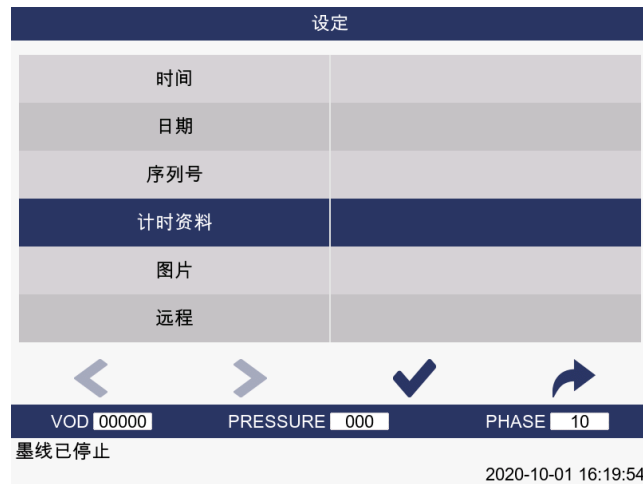 设定
时间
日期
序列号
计时资料
图片
远程
VOD 00000 PRESSURE 000 PHASE 10
墨线已停止
2020-10-01 16:19:54